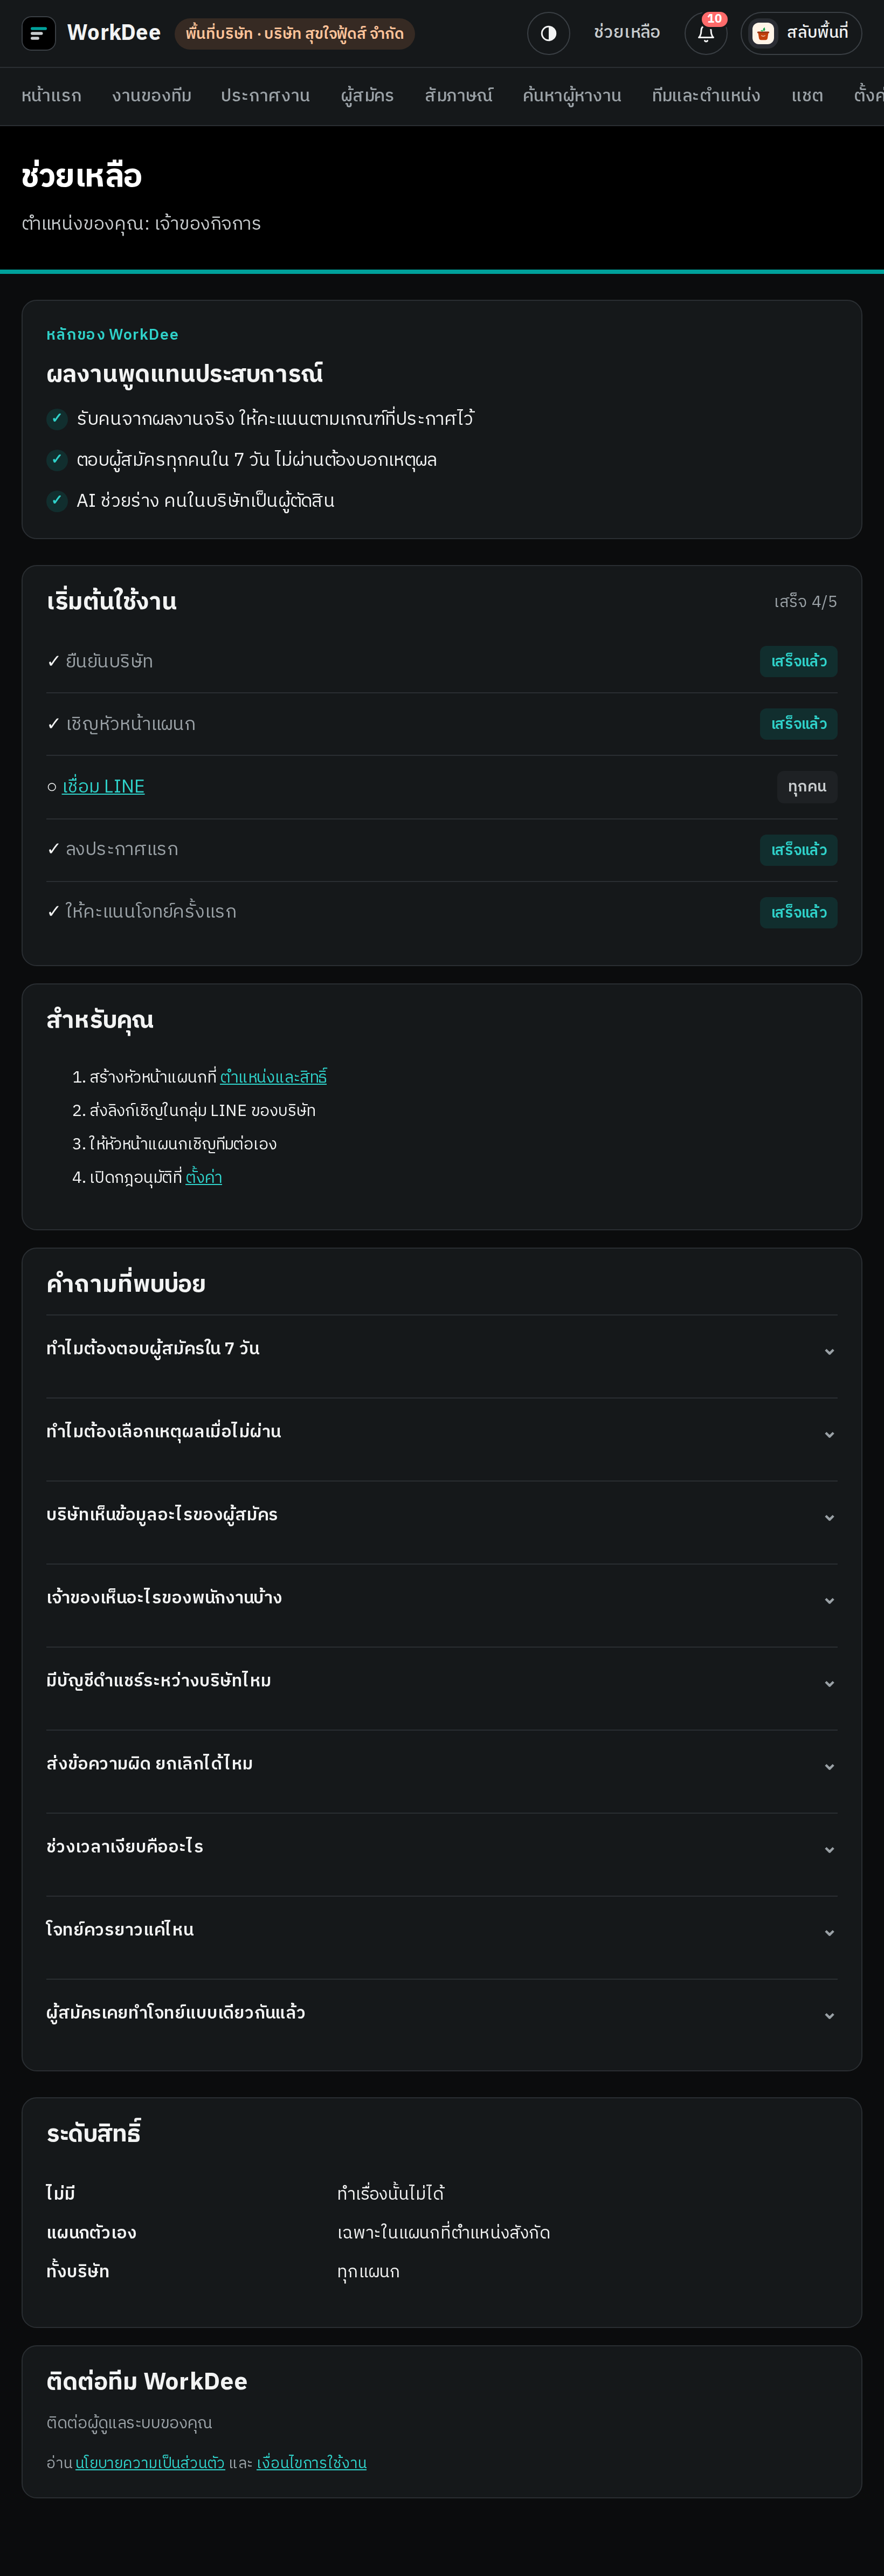 WorkDee
พื้นที่บริษัท · บริษัท สุขใจฟู้ดส์ จำกัด
ช่วยเหลือ
10
สลับพื้นที่
หน้าแรก งานของทีม ประกาศงาน ผู้สมัคร สัมภาษณ์ ค้นหาผู้หางาน ทีมและตำแหน่ง แชต ตั้งค่
ช่วยเหลือ
ตำแหน่งของคุณ: เจ้าของกิจการ
หลักของ WorkDee
ผลงานพูดแทนประสบการณ์
✓ รับคนจากผลงานจริง ให้คะแนนตามเกณฑ์ที่ประกาศไว้
✓ ตอบผู้สมัครทุกคนใน 7 วัน ไม่ผ่านต้องบอกเหตุผล
✓ AI ช่วยร่าง คนในบริษัทเป็นผู้ตัดสิน
เริ่มต้นใช้งาน เสร็จ 4/5
✓ ยืนยันบริษัท เสร็จแล้ว
✓ เชิญหัวหน้าแผนก เสร็จแล้ว
○ เชื่อม LINE ทุกคน
✓ ลงประกาศแรก เสร็จแล้ว
✓ ให้คะแนนโจทย์ครั้งแรก เสร็จแล้ว
สำหรับคุณ
1. สร้างหัวหน้าแผนกที่ ตำแหน่งและสิทธิ์
2. ส่งลิงก์เชิญในกลุ่ม LINE ของบริษัท
3. ให้หัวหน้าแผนกเชิญทีมต่อเอง
4. เปิดกฎอนุมัติที่ ตั้งค่า
คำถามที่พบบ่อย
ทำไมต้องตอบผู้สมัครใน 7 วัน
ทำไมต้องเลือกเหตุผลเมื่อไม่ผ่าน
บริษัทเห็นข้อมูลอะไรของผู้สมัคร
เจ้าของเห็นอะไรของพนักงานบ้าง
มีบัญชีดำแชร์ระหว่างบริษัทไหม
ส่งข้อความผิด ยกเลิกได้ไหม
ช่วงเวลาเงียบคืออะไร
โจทย์ควรยาวแค่ไหน
ผู้สมัครเคยทำโจทย์แบบเดียวกันแล้ว
ระดับสิทธิ์
ไม่มี ทำเรื่องนั้นไม่ได้
แผนกตัวเอง เฉพาะในแผนกที่ตำแหน่งสังกัด
ทั้งบริษัท ทุกแผนก
ติดต่อทีม WorkDee
ติดต่อผู้ดูแลระบบของคุณ
อ่าน นโยบายความเป็นส่วนตัว และ เงื่อนไขการใช้งาน